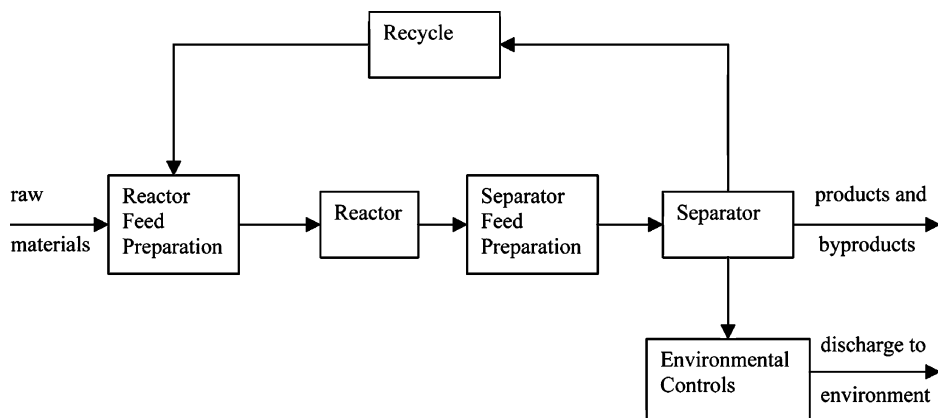 Recycle
raw
materials
Reactor
Feed
Preparation
Reactor
Separator
Feed
Preparation
Separator
products and
byproducts
Environmental
Controls
discharge to
environment